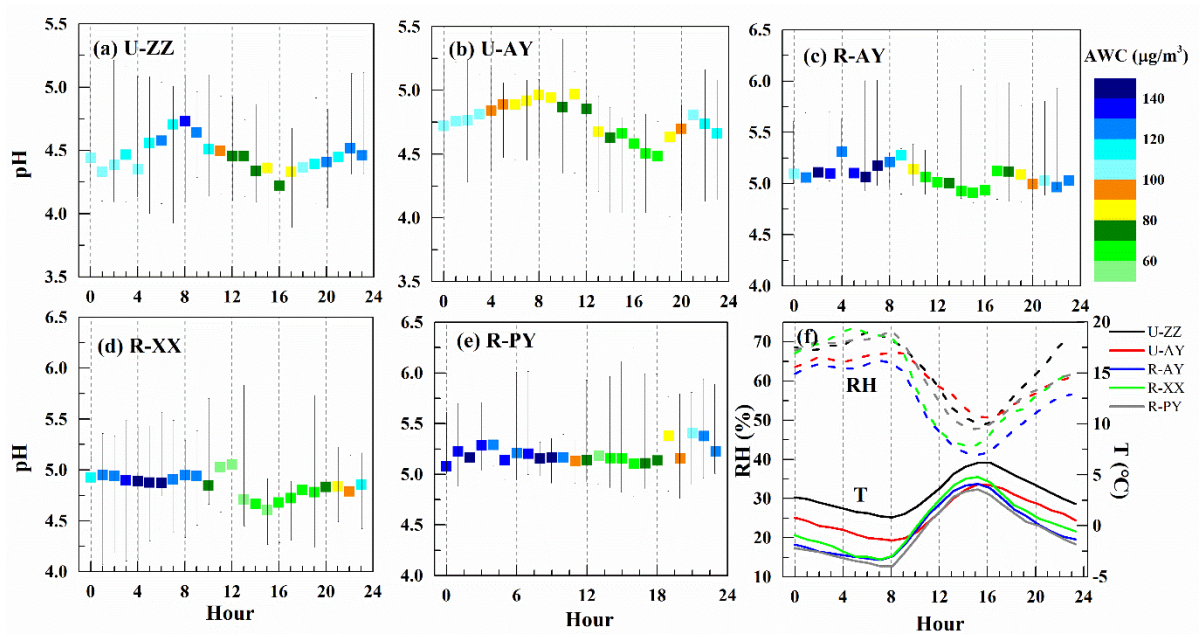 5.5
5.0
4.5
4.0
3.5
pH
(a) U-ZZ
0 4 8 12 16 20 24
5.5
5.0
4.5
4.0
3.5
(b) U-AY
0 4 8 12 16 20 24
6.5
6.0
5.5
5.0
4.5
4.0
(c) R-AY
0 4 8 12 16 20 24
AWC (μg/m³)
140
120
100
80
60
6.5
6.0
5.5
5.0
4.5
4.0
pH
(d) R-XX
0 4 8 12 16 20 24
Hour
6.5
6.0
5.5
5.0
4.5
4.0
(e) R-PY
0 6 12 18 24
Hour
75
70
65
60
55
50
45
40
30
20
10
RH (%)
(f)
RH
T
20
15
10
5
0
-5
T (°C)
0 4 8 12 16 20 24
Hour
U-ZZ
U-AY
R-AY
R-XX
R-PY